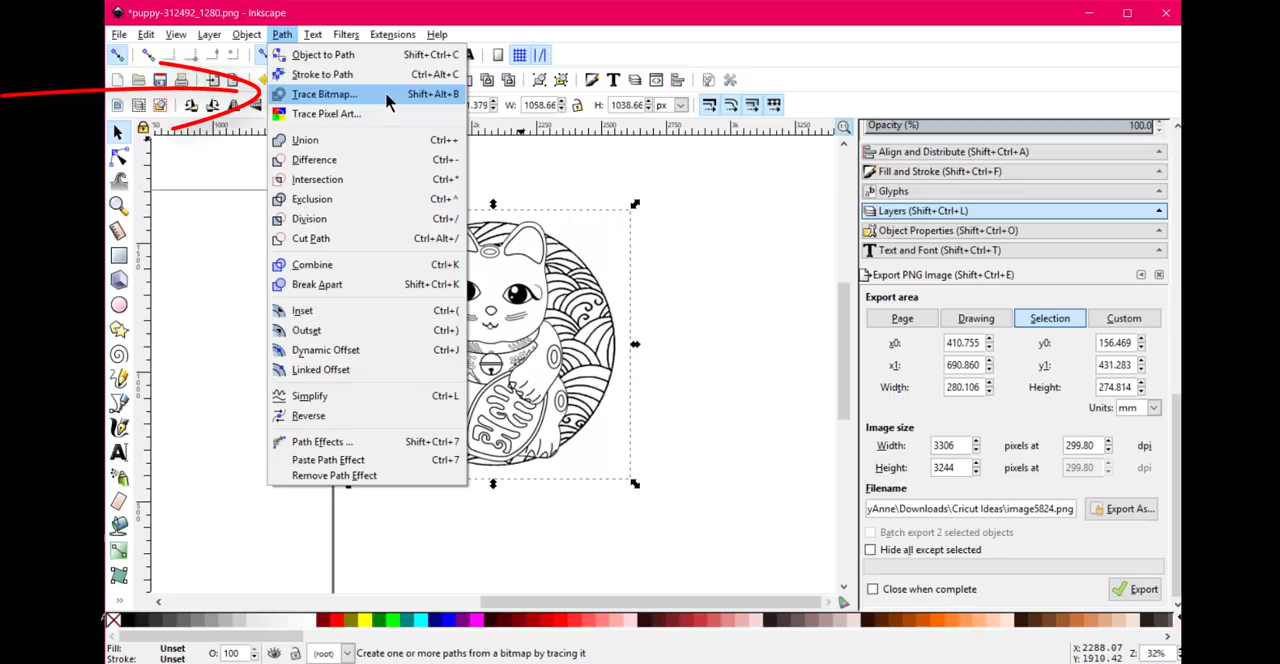 *puppy-312492_1280.png - Inkscape
File Edit View Layer Object Path Text Filters Extensions Help
Object to Path Shift+Ctrl+C
Stroke to Path Ctrl+Alt+C
Trace Bitmap... Shift+Alt+B
Trace Pixel Art...
Union Ctrl++
Difference Ctrl+-
Intersection Ctrl+*
Exclusion Ctrl+^
Division Ctrl+/
Cut Path Ctrl+Alt+/
Combine Ctrl+K
Break Apart Shift+Ctrl+K
Inset Ctrl+(
Outset Ctrl+)
Dynamic Offset Ctrl+J
Linked Offset
Simplify Ctrl+L
Reverse
Path Effects ... Shift+Ctrl+7
Paste Path Effect Ctrl+7
Remove Path Effect
1.379 W: 1058.66 H: 1038.66 px
2250 2500 2750 3250
Opacity (%) 100.0
Align and Distribute (Shift+Ctrl+A)
Fill and Stroke (Shift+Ctrl+F)
Glyphs
Layers (Shift+Ctrl+L)
Object Properties (Shift+Ctrl+O)
Text and Font (Shift+Ctrl+T)
Export PNG Image (Shift+Ctrl+E)
Export area
Page Drawing Selection Custom
x0: 410.755 y0: 156.469
x1: 690.860 y1: 431.283
Width: 280.106 Height: 274.814
Units: mm
Image size
Width: 3306 pixels at 299.80 dpi
Height: 3244 pixels at 299.80 dpi
Filename
yAnne\Downloads\Cricut Ideas\image5824.png Export As...
Batch export 2 selected objects
Hide all except selected
Close when complete Export
Fill: Unset
Stroke: Unset
O: 100 (root) Create one or more paths from a bitmap by tracing it
X: 2288.07
Y: 1910.42
Z: 32%